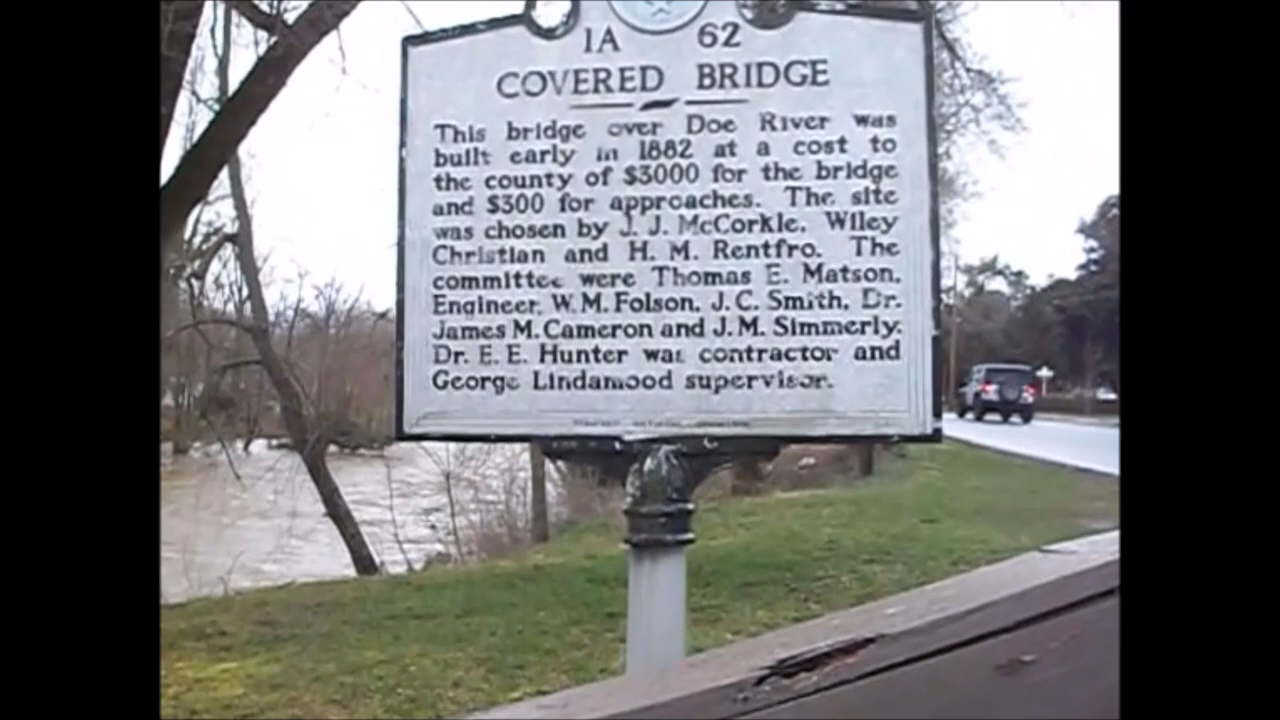 1A 62
COVERED BRIDGE
This bridge over Doe River was
built early in 1882 at a cost to
the county of $3000 for the bridge
and $300 for approaches. The site
was chosen by J. J. McCorkle, Wiley
Christian and H. M. Rentfro. The
committee were Thomas E. Matson,
Engineer, W. M. Folson, J. C. Smith, Dr.
James M. Cameron and J. M. Simmerly.
Dr. E. E. Hunter was contractor and
George Lindamood supervisor.